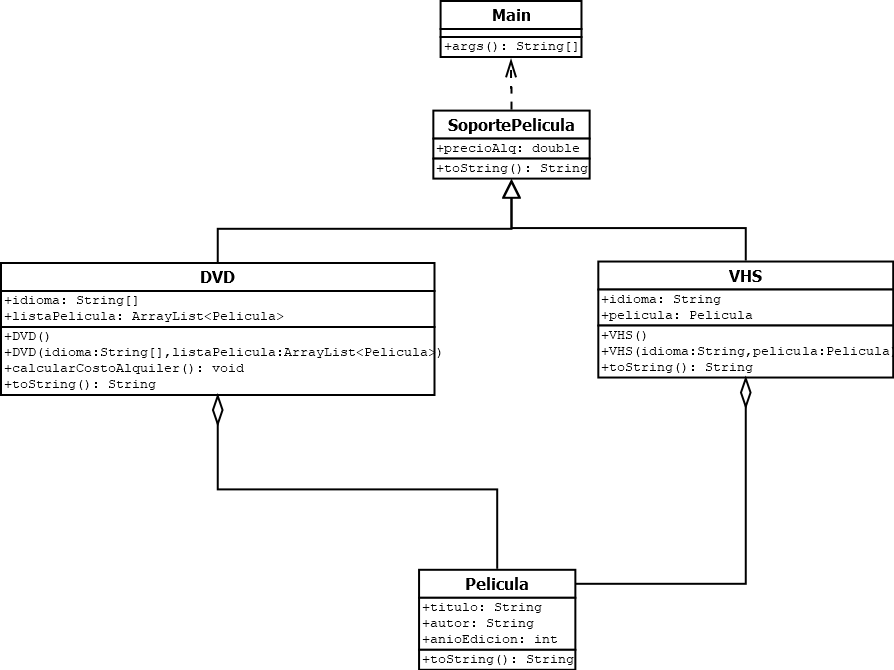 Main
+args(): String[]
SoportePelicula
+precioAlq: double
+toString(): String
DVD
+idioma: String[]
+listaPelicula: ArrayList<Pelicula>
+DVD()
+DVD(idioma:String[],listaPelicula:ArrayList<Pelicula>)
+calcularCostoAlquiler(): void
+toString(): String
VHS
+idioma: String
+pelicula: Pelicula
+VHS()
+VHS(idioma:String,pelicula:Pelicula
+toString(): String
Pelicula
+titulo: String
+autor: String
+anioEdicion: int
+toString(): String